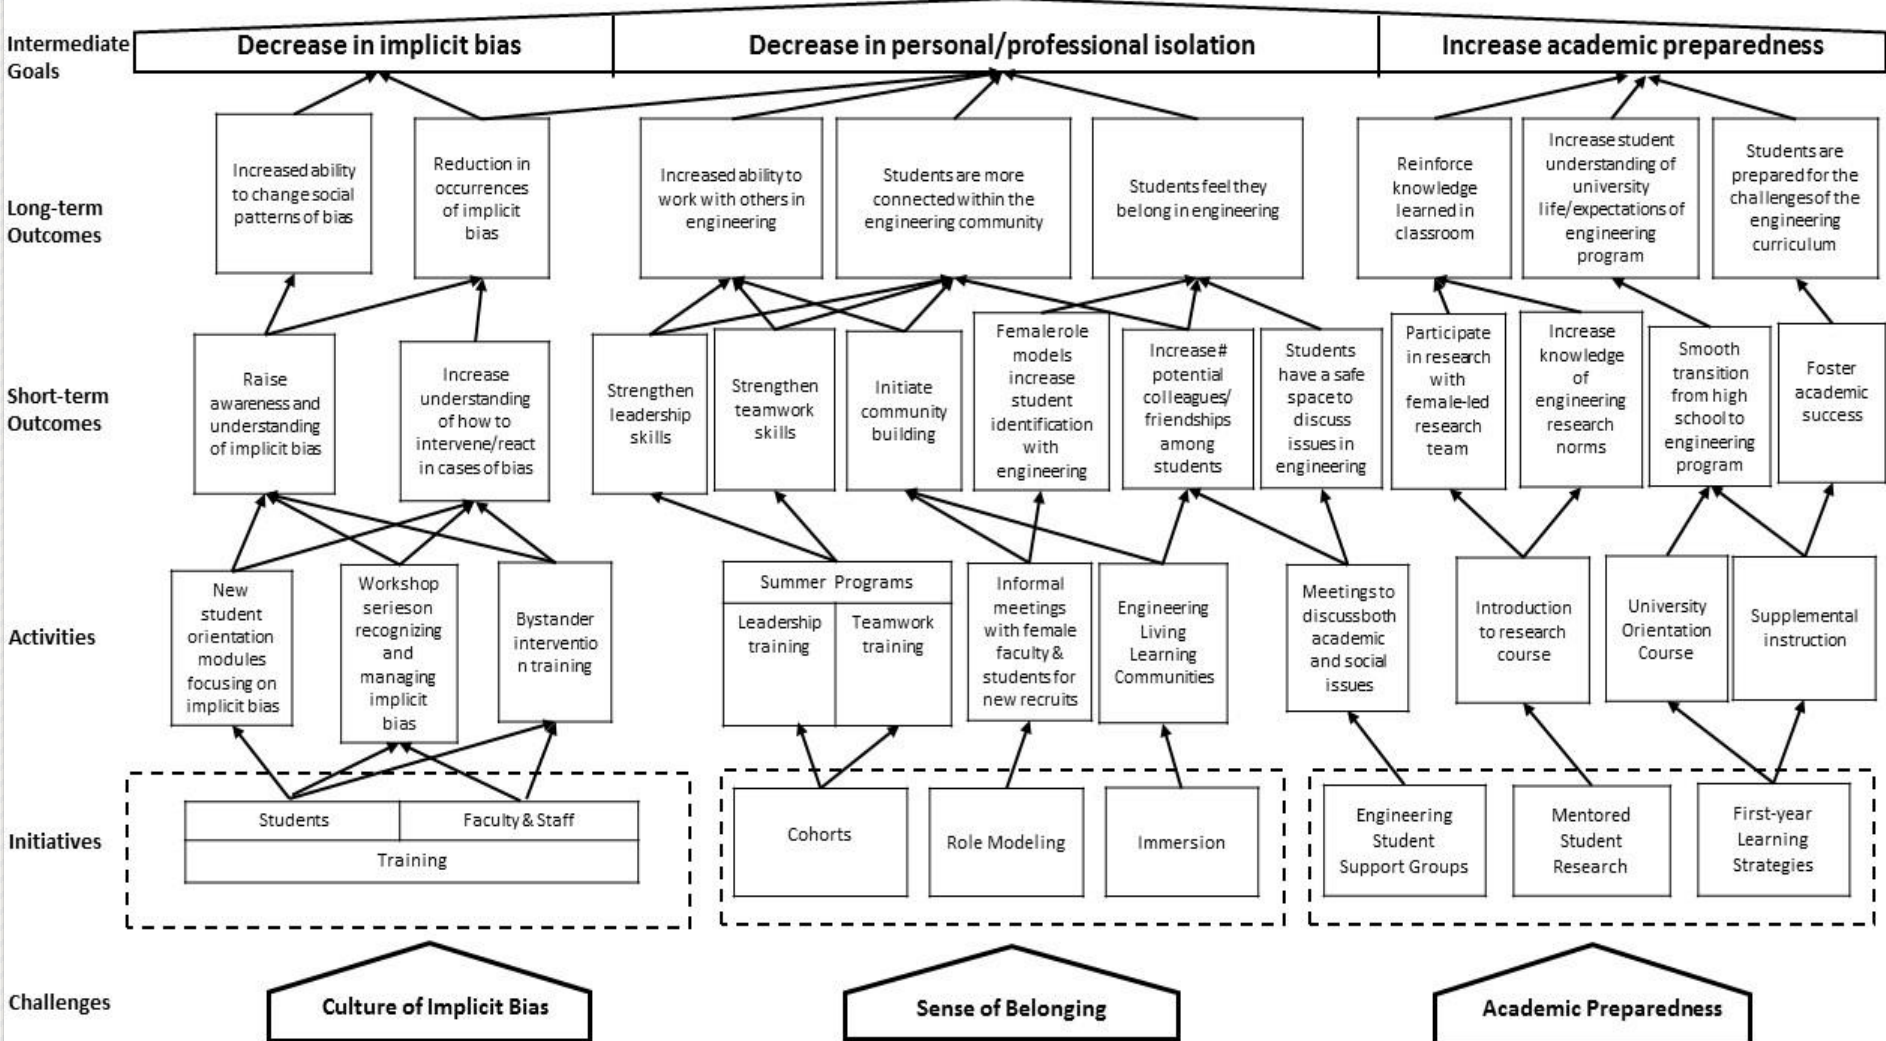 Intermediate
Goals
Decrease in implicit bias
Decrease in personal/professional isolation
Increase academic preparedness
Long-term
Outcomes
Increased ability
to change social
patterns of bias
Reduction in
occurrences
of implicit
bias
Increased ability to
work with others in
engineering
Students are more
connected within the
engineering community
Students feel they
belong in engineering
Reinforce
knowledge
learned in
classroom
Increase student
understanding of
university
life/expectations of
engineering
program
Students are
prepared for the
challenges of the
engineering
curriculum
Short-term
Outcomes
Raise
awareness and
understanding
of implicit bias
Increase
understanding
of how to
intervene/react
in cases of bias
Strengthen
leadership
skills
Strengthen
teamwork
skills
Initiate
community
building
Female role
models
increase
student
identification
with
engineering
Increase #
potential
colleagues/
friendships
among
students
Students
have a safe
space to
discuss
issues in
engineering
Participate
in research
with
female-led
research
team
Increase
knowledge
of
engineering
research
norms
Smooth
transition
from high
school to
engineering
program
Foster
academic
success
Activities
New
student
orientation
modules
focusing on
implicit bias
Workshop
serieson
recognizing
and
managing
implicit
bias
Bystander
interventio
n training
Summer Programs
Leadership
training
Teamwork
training
Informal
meetings
with female
faculty &
students for
new recruits
Engineering
Living
Learning
Communities
Meetings to
discussboth
academic
and social
issues
Introduction
to research
course
University
Orientation
Course
Supplemental
instruction
Initiatives
Students
Faculty & Staff
Training
Cohorts
Role Modeling
Immersion
Engineering
Student
Support Groups
Mentored
Student
Research
First-year
Learning
Strategies
Challenges
Culture of Implicit Bias
Sense of Belonging
Academic Preparedness